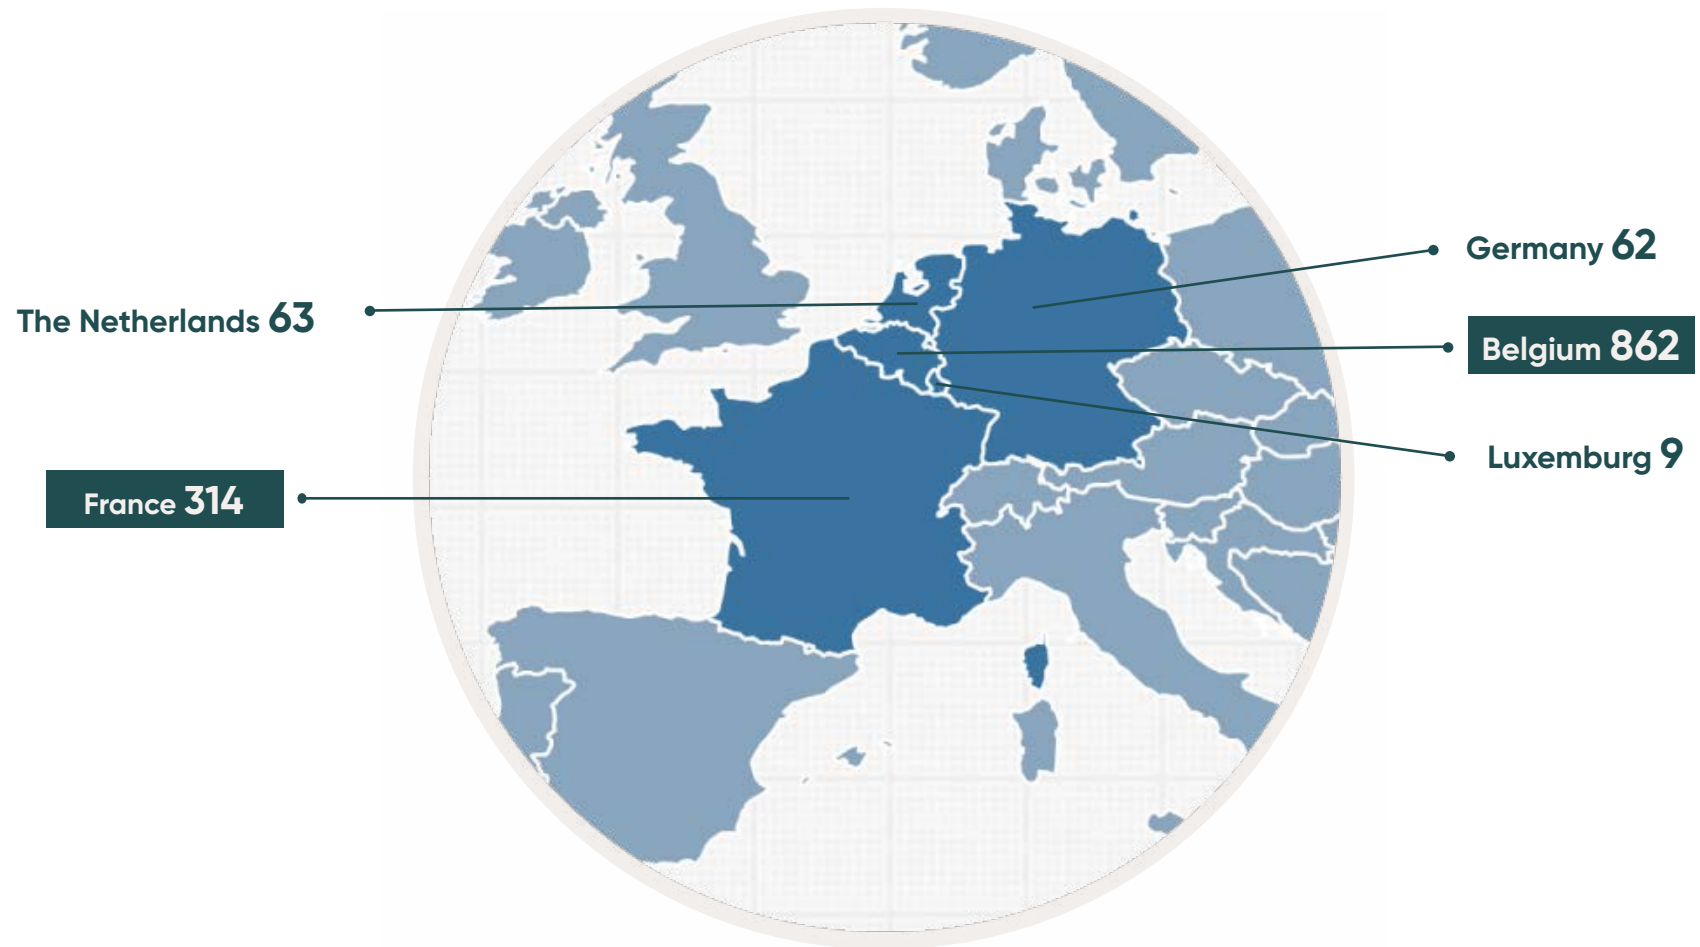 Germany 62
The Netherlands 63
Belgium 862
Luxemburg 9
France 314